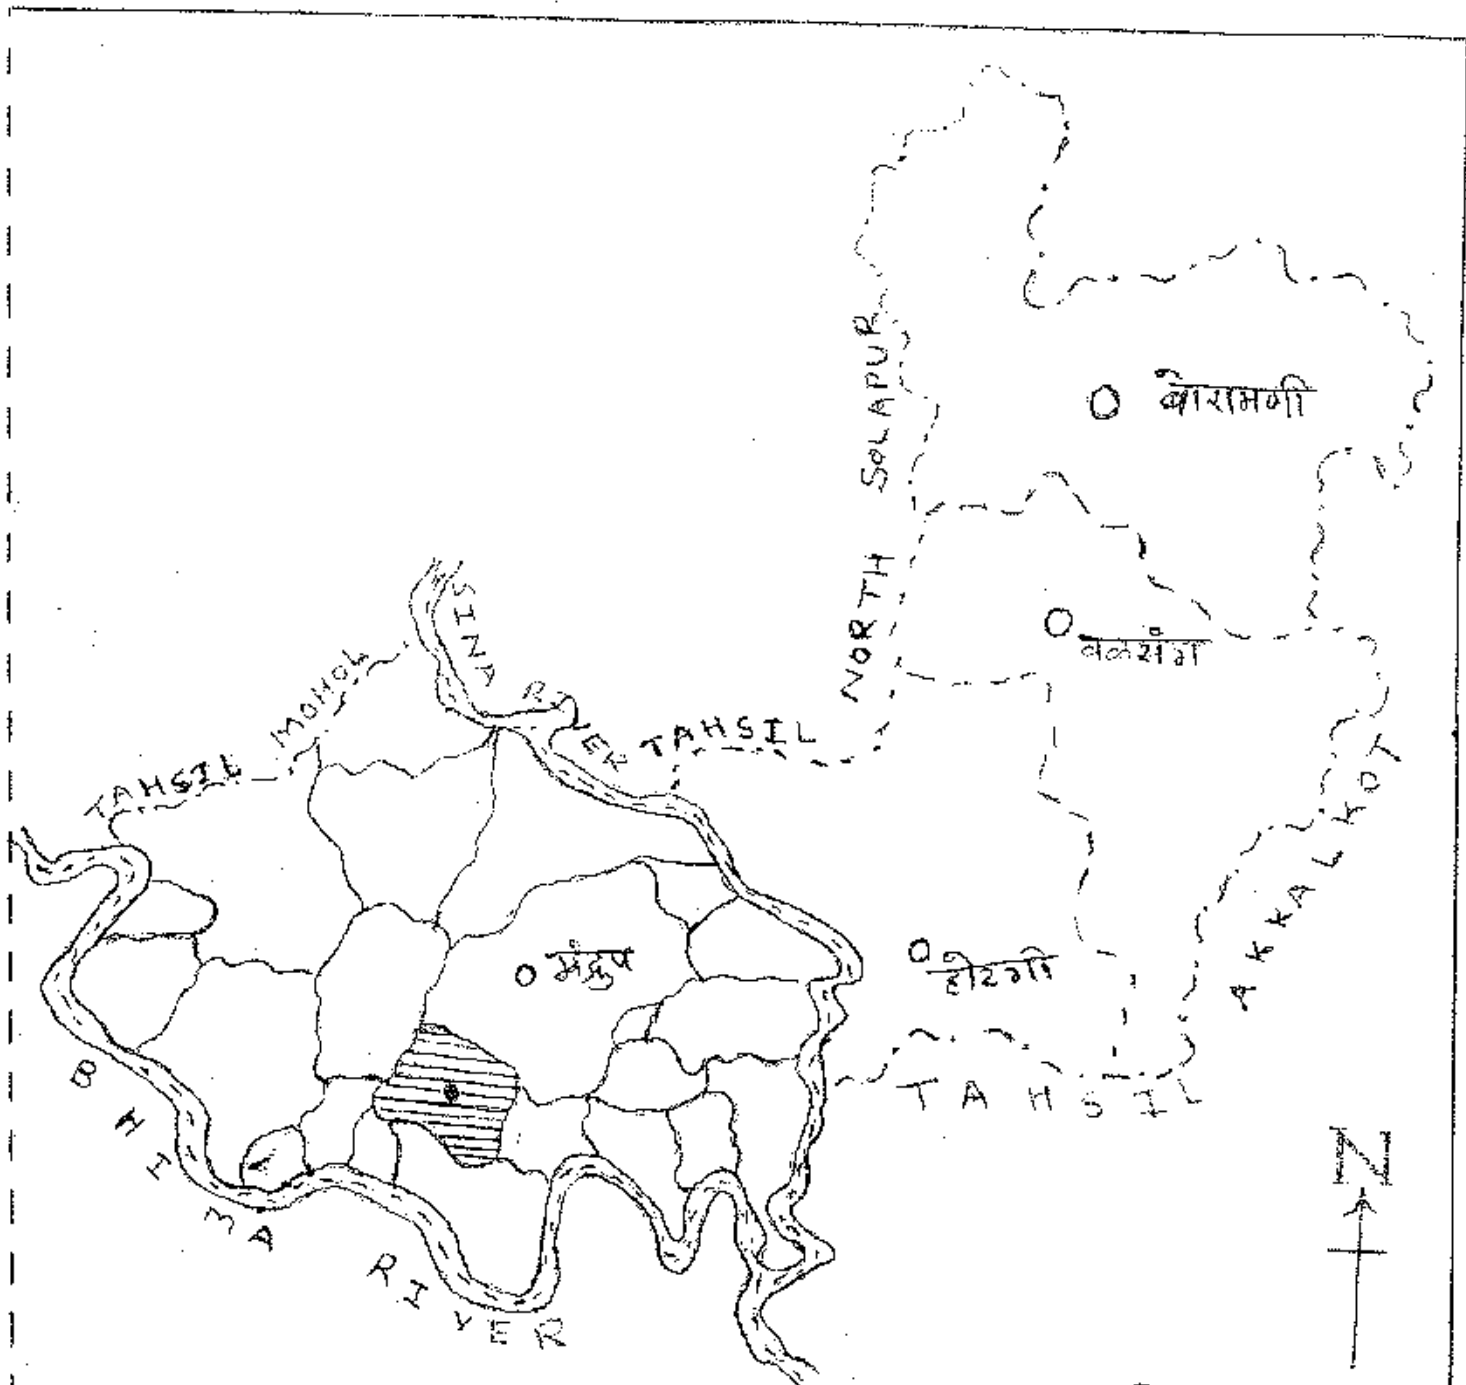 बोरामणी
NORTH SOLAPUR
वळसंग
SINA RIVER
TAHSIL MOHOL
TAHSIL
AKKALKOT
मंद्रुप
होटगी
TAHSIL
BHIMA RIVER
N